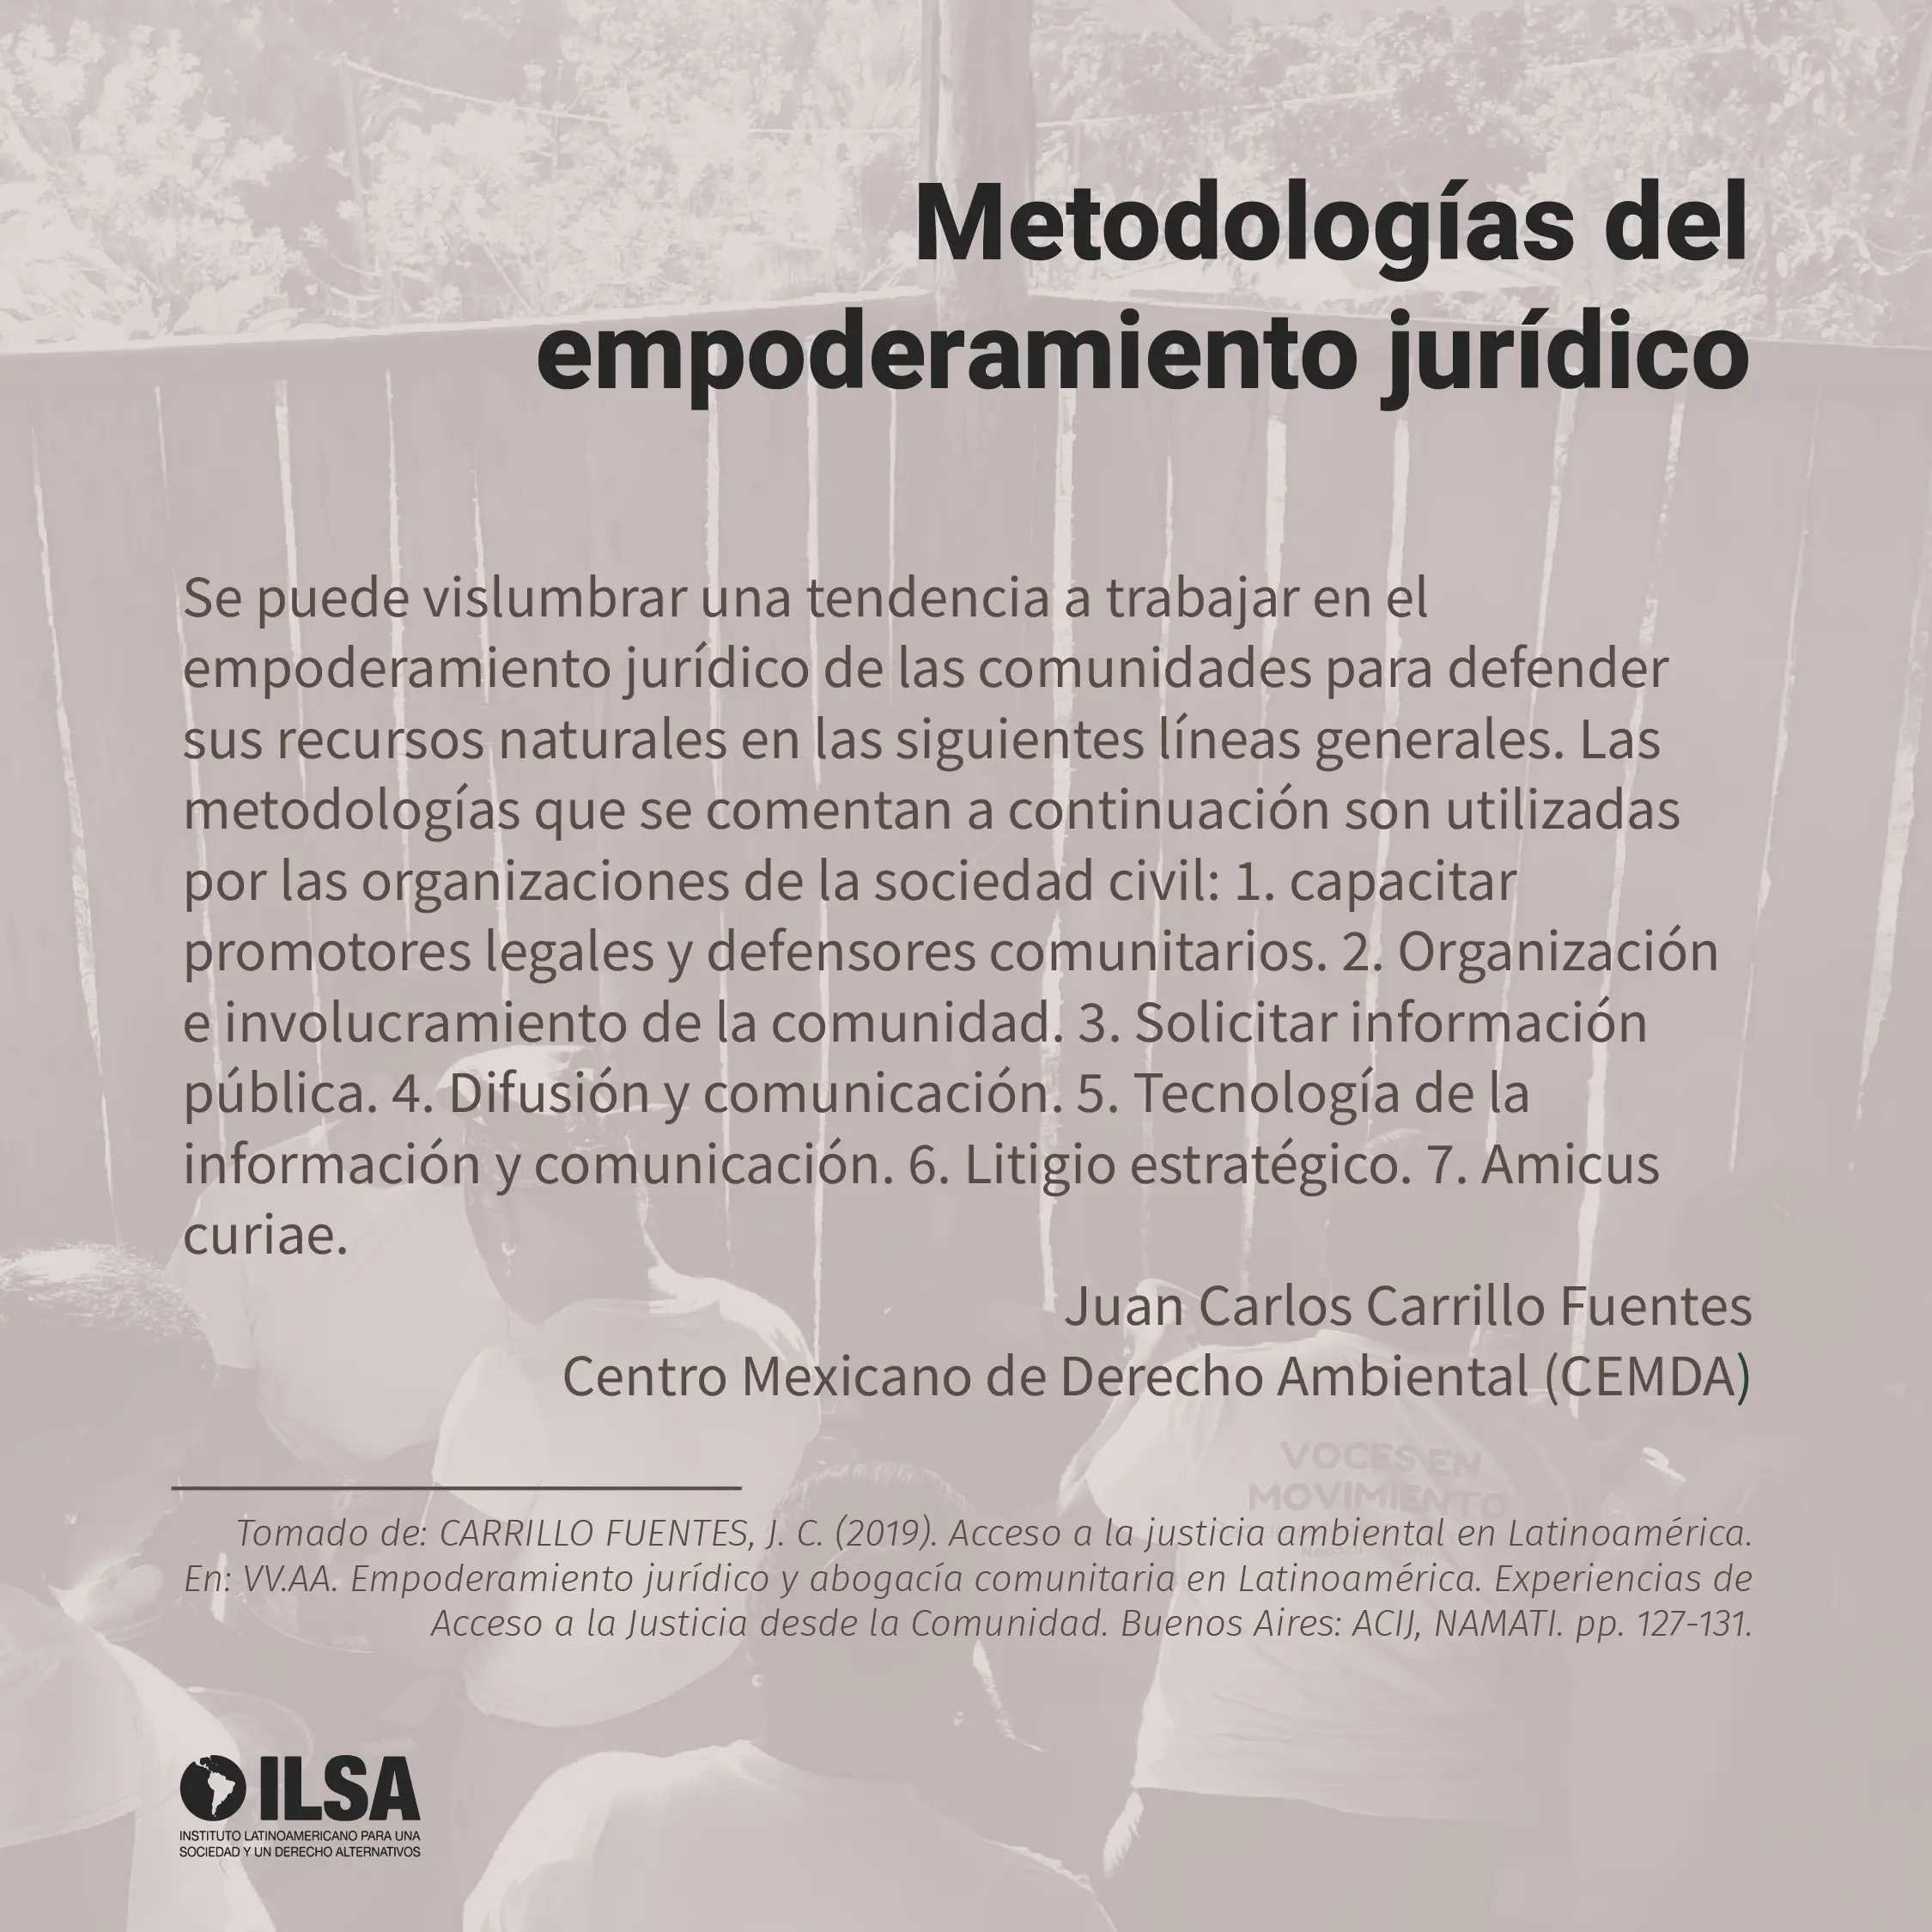 Metodologías del
empoderamiento jurídico
Se puede vislumbrar una tendencia a trabajar en el
empoderamiento jurídico de las comunidades para defender
sus recursos naturales en las siguientes líneas generales. Las
metodologías que se comentan a continuación son utilizadas
por las organizaciones de la sociedad civil: 1. capacitar
promotores legales y defensores comunitarios. 2. Organización
e involucramiento de la comunidad. 3. Solicitar información
pública. 4. Difusión y comunicación. 5. Tecnología de la
información y comunicación. 6. Litigio estratégico. 7. Amicus
curiae.
Juan Carlos Carrillo Fuentes
Centro Mexicano de Derecho Ambiental (CEMDA)
VOCES EN
MOVIMIENTO
Tomado de: CARRILLO FUENTES, J. C. (2019). Acceso a la justicia ambiental en Latinoamérica.
En: VV.AA. Empoderamiento jurídico y abogacía comunitaria en Latinoamérica. Experiencias de
Acceso a la Justicia desde la Comunidad. Buenos Aires: ACIJ, NAMATI. pp. 127-131.
ILSA
INSTITUTO LATINOAMERICANO PARA UNA
SOCIEDAD Y UN DERECHO ALTERNATIVOS